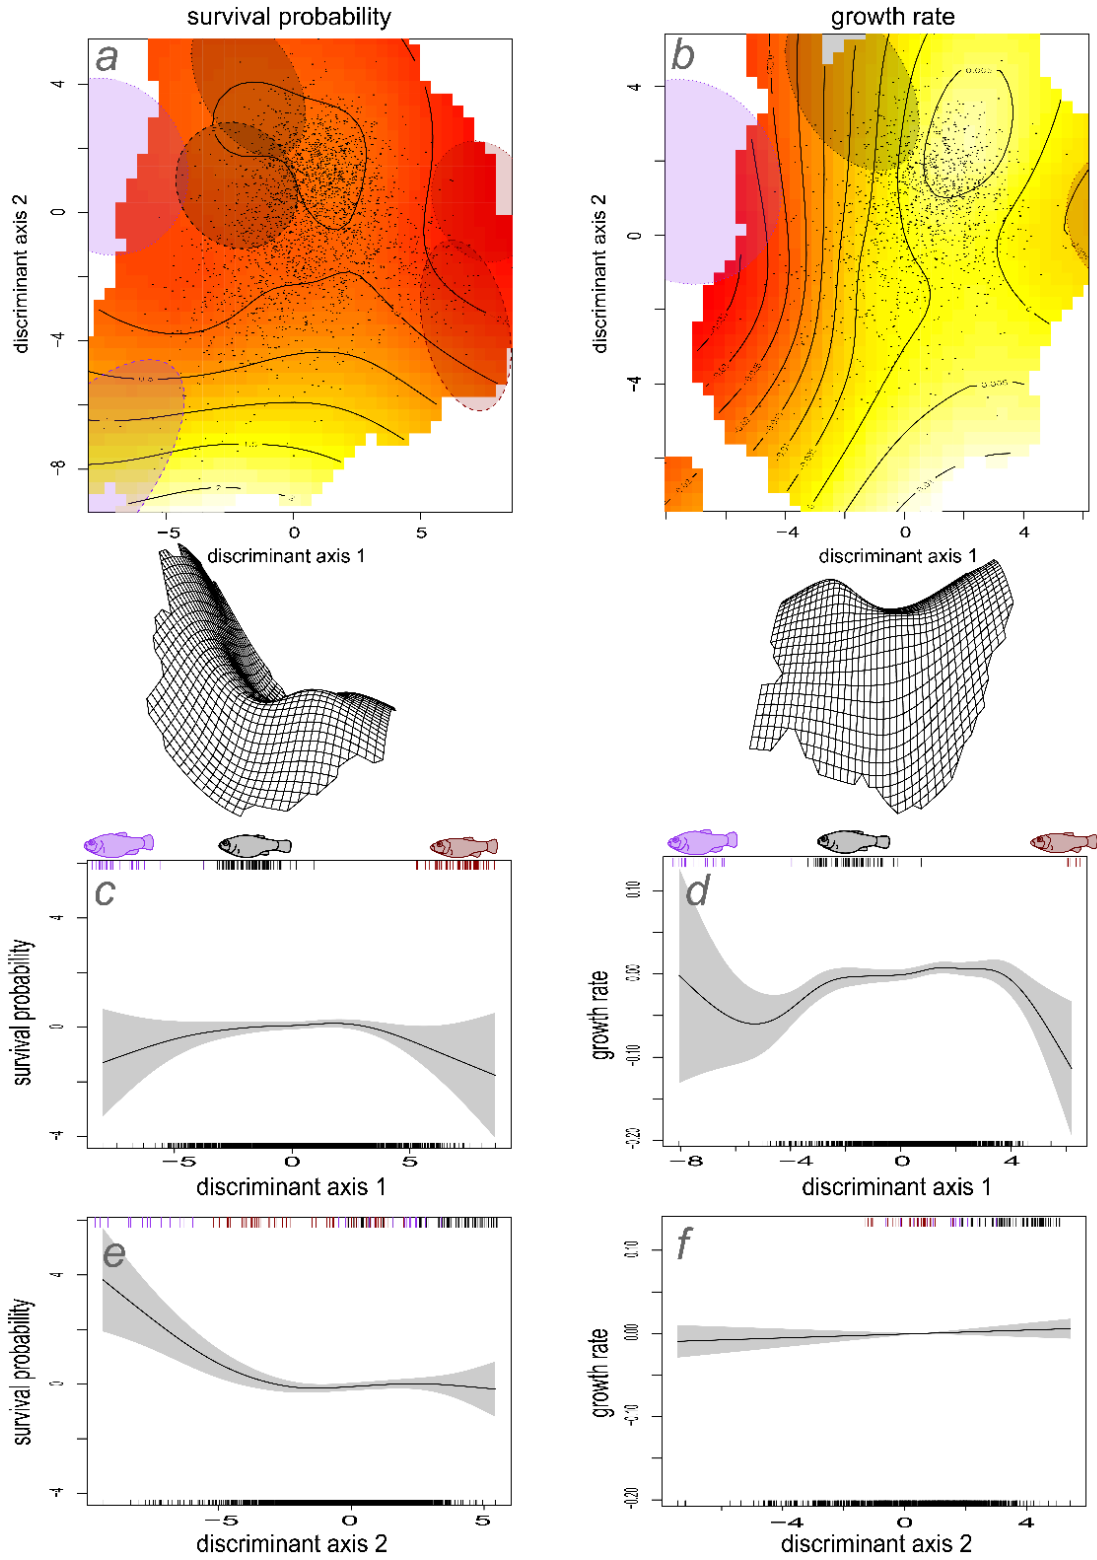 survival probability
growth rate
a
b
discriminant axis 2
4
0
−4
−8
−5
0
5
discriminant axis 1
discriminant axis 2
4
0
−4
−4
0
4
discriminant axis 1
c
survival probability
4
0
−4
−5
0
5
discriminant axis 1
d
growth rate
0.10
0.00
−0.10
−0.20
−8
−4
0
4
discriminant axis 1
e
survival probability
4
0
−4
−5
0
5
discriminant axis 2
f
growth rate
0.10
0.00
−0.10
−0.20
−4
0
4
discriminant axis 2